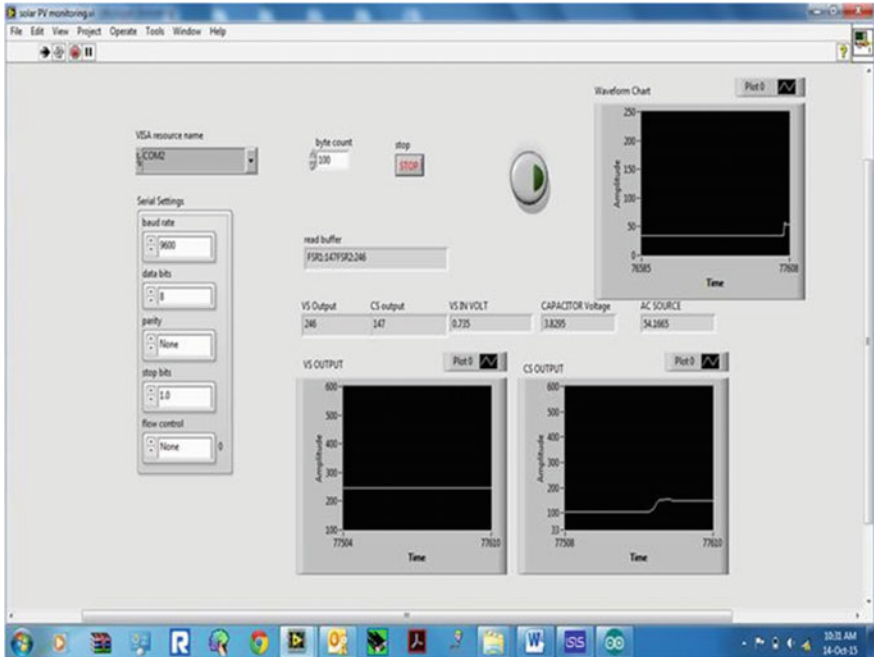 solar PV monitoring.vi
File Edit View Project Operate Tools Window Help
Waveform Chart
Plot 0
250
200
150
100
50
0
Amplitude
76585 77608
Time
VISA resource name
COM2
byte count
100
stop
STOP
Serial Settings
baud rate
9600
data bits
8
parity
None
stop bits
1.0
flow control
None 0
read buffer
FSR1:147FSR2:246
VS Output CS output VS IN VOLT CAPACITOR Voltage AC SOURCE
246 147 0.735 3.8295 54.1665
VS OUTPUT
Plot 0
600
500
400
300
200
100
Amplitude
77504 77610
Time
CS OUTPUT
Plot 0
600
500
400
300
200
100
33
Amplitude
77508 77610
Time
R
W
ISIS
10:31 AM
14-Oct-15